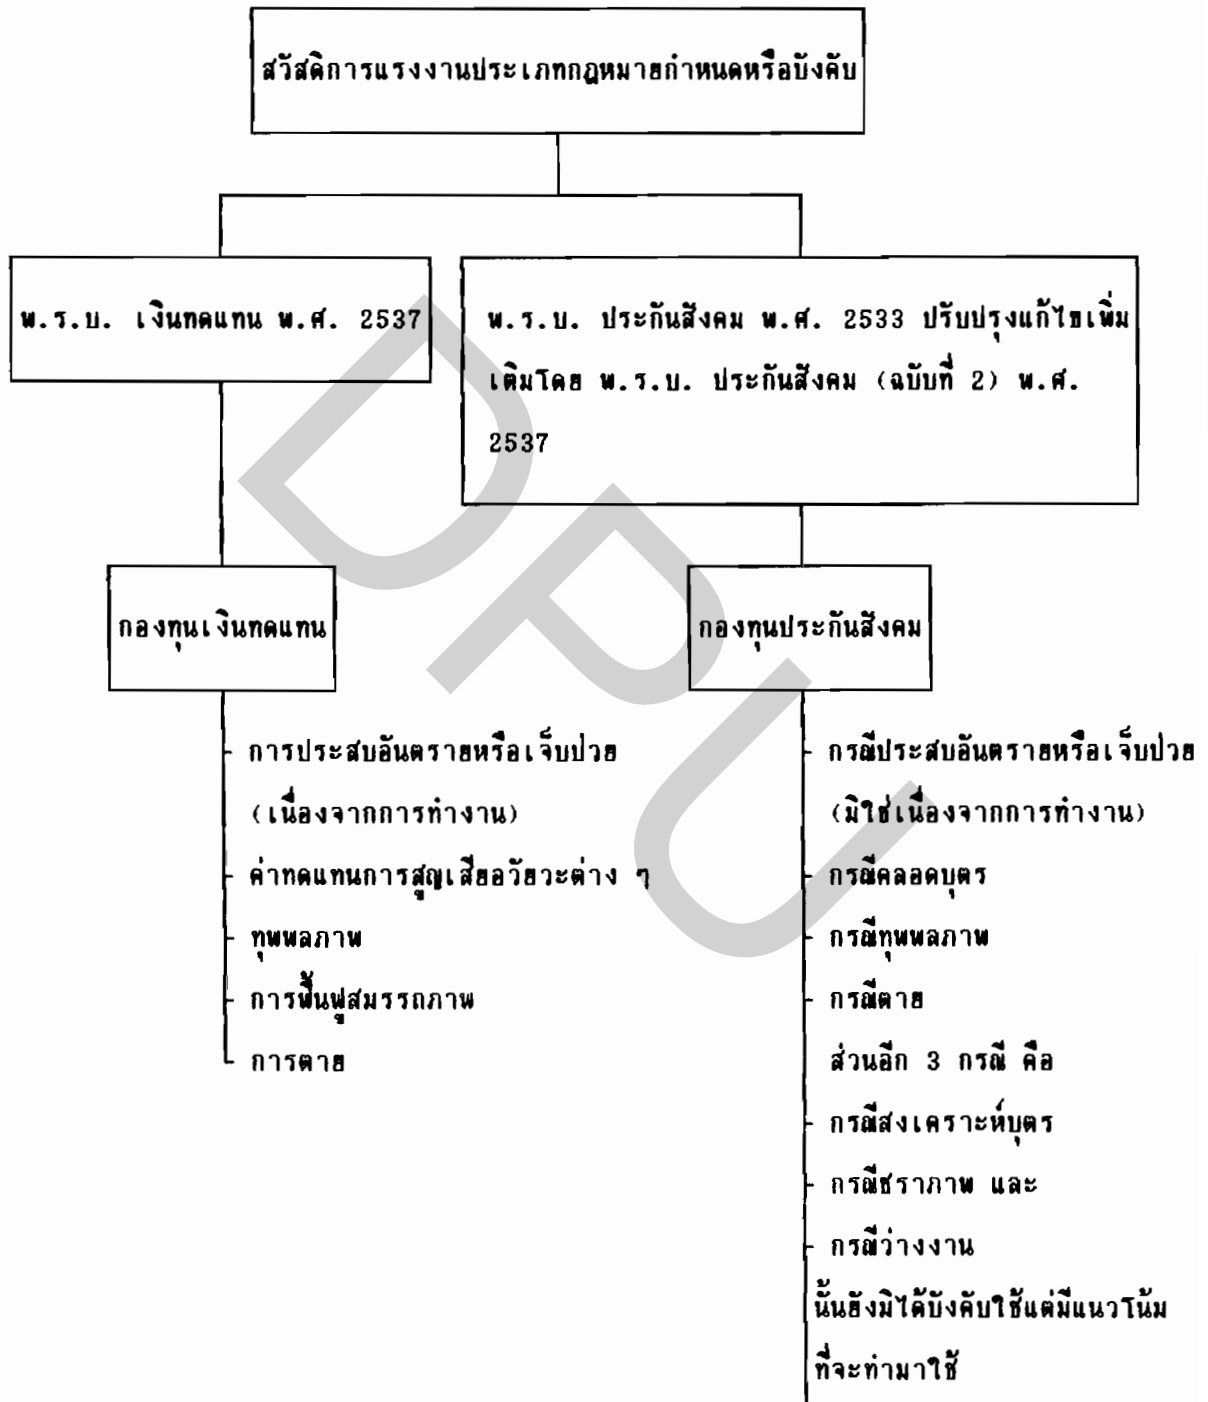 สวัสดิการแรงงานประเภทกฎหมายกำหนดหรือบังคับ
พ.ร.บ. เงินทดแทน พ.ศ. 2537
พ.ร.บ. ประกันสังคม พ.ศ. 2533 ปรับปรุงแก้ไขเพิ่ม
เติมโดย พ.ร.บ. ประกันสังคม (ฉบับที่ 2) พ.ศ.
2537
กองทุนเงินทดแทน
- การประสบอันตรายหรือเจ็บป่วย
(เนื่องจากการทำงาน)
- ค่าทดแทนการสูญเสียอวัยวะต่าง ๆ
- ทุพพลภาพ
- การฟื้นฟูสมรรถภาพ
- การตาย
กองทุนประกันสังคม
- กรณีประสบอันตรายหรือเจ็บป่วย
(มิใช่เนื่องจากการทำงาน)
- กรณีคลอดบุตร
- กรณีทุพพลภาพ
- กรณีตาย
ส่วนอีก 3 กรณี คือ
- กรณีสงเคราะห์บุตร
- กรณีชราภาพ และ
- กรณีว่างงาน
นั้นยังมิได้บังคับใช้แต่มีแนวโน้ม
ที่จะทำมาใช้
DPU